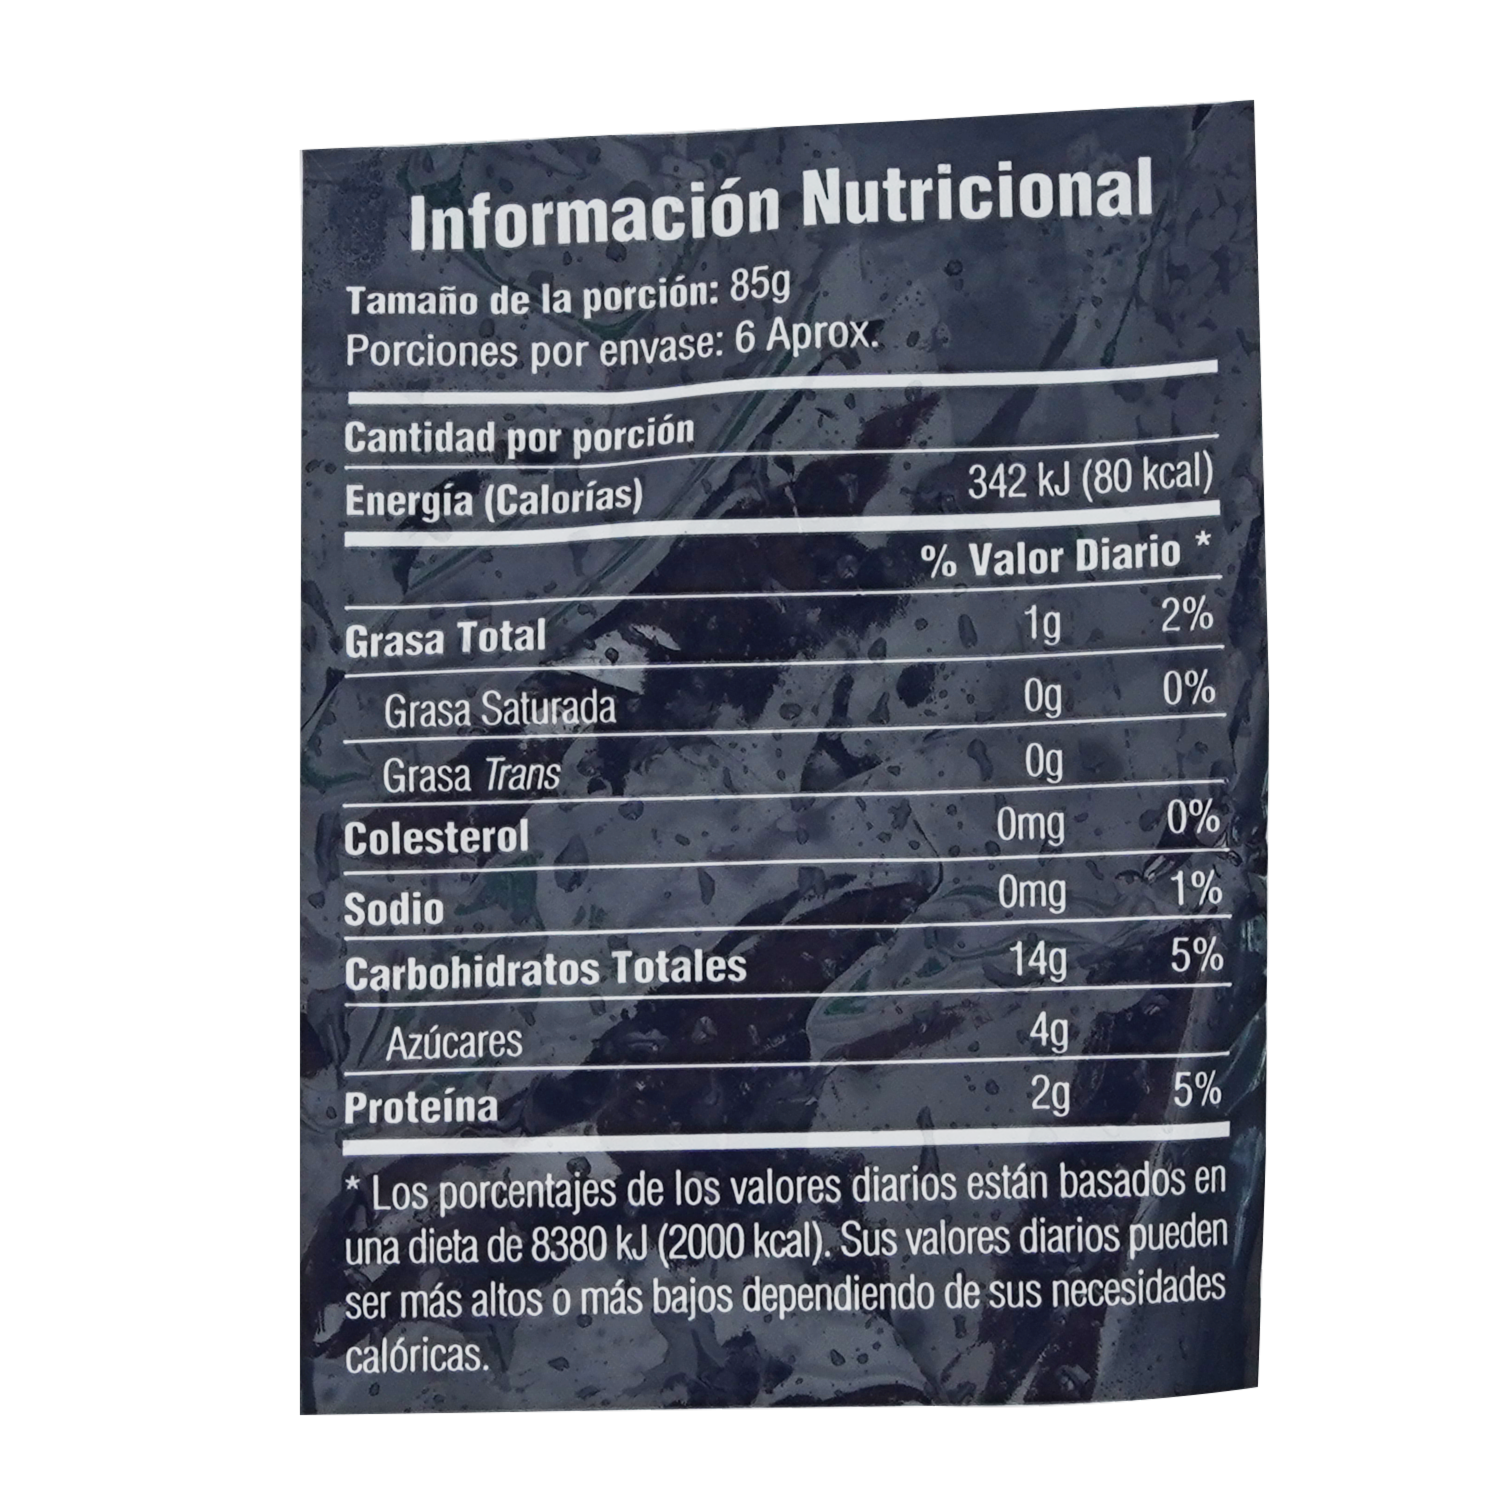 Información Nutricional
Tamaño de la porción: 85g
Porciones por envase: 6 Aprox.
Cantidad por porción
Energía (Calorías) 342 kJ (80 kcal)
% Valor Diario *
Grasa Total 1g 2%
Grasa Saturada 0g 0%
Grasa Trans 0g
Colesterol 0mg 0%
Sodio 0mg 1%
Carbohidratos Totales 14g 5%
Azúcares 4g
Proteína 2g 5%
* Los porcentajes de los valores diarios están basados en
una dieta de 8380 kJ (2000 kcal). Sus valores diarios pueden
ser más altos o más bajos dependiendo de sus necesidades
calóricas.